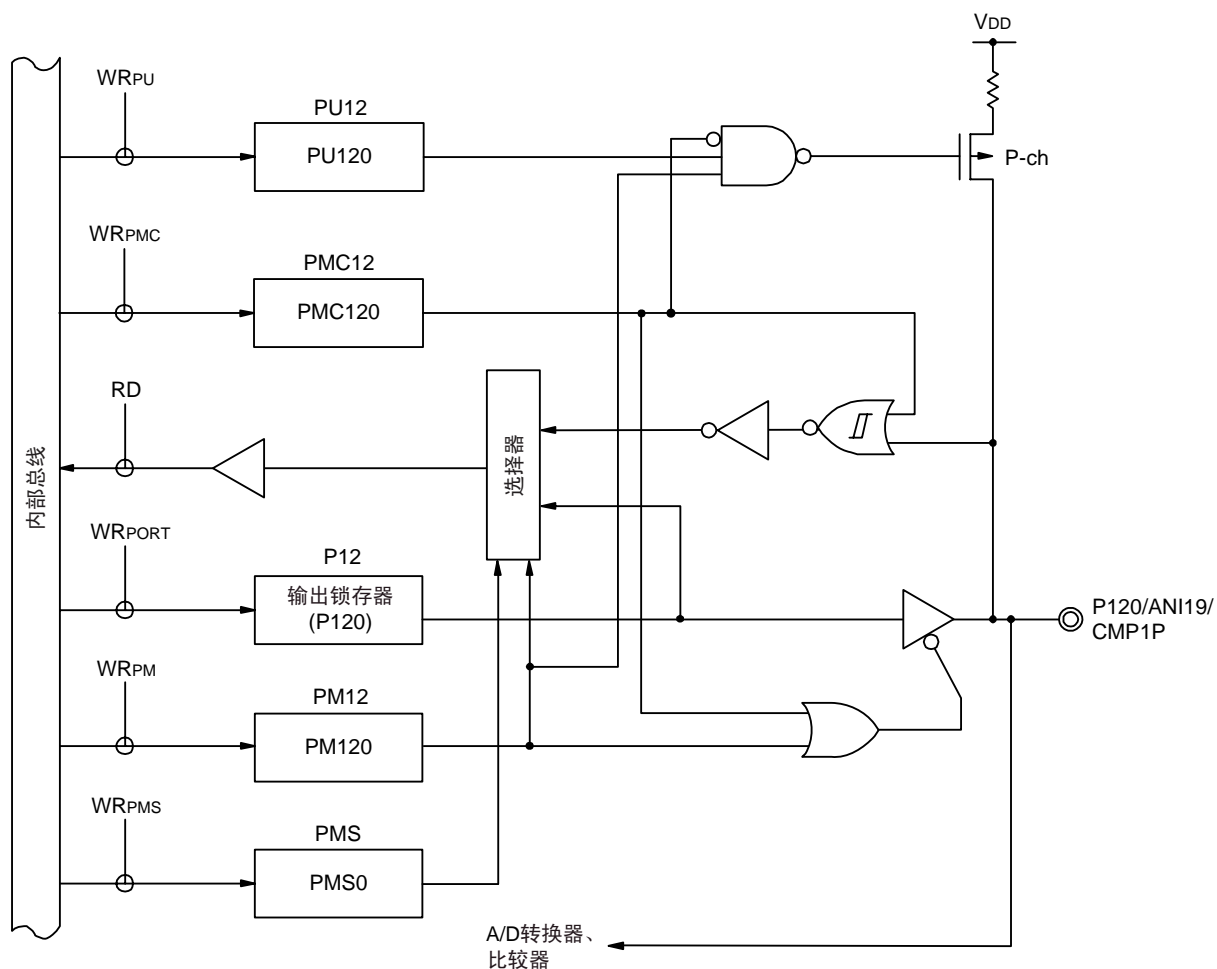 VDD
WRPU
PU12
PU120
P-ch
WRPMC
PMC12
PMC120
RD
选择器
内部总线
WRPORT
P12
输出锁存器
(P120)
P120/ANI19/
CMP1P
WRPM
PM12
PM120
WRPMS
PMS
PMS0
A/D转换器、
比较器